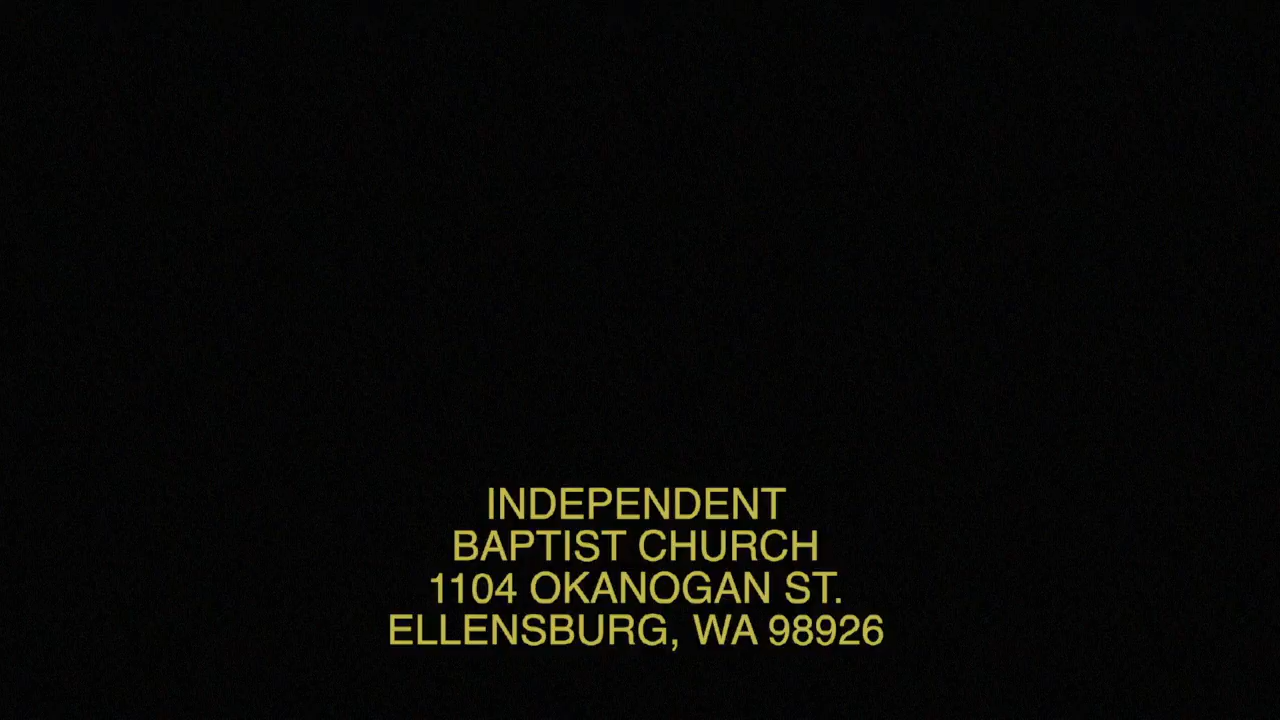 INDEPENDENT
BAPTIST CHURCH
1104 OKANOGAN ST.
ELLENSBURG, WA 98926